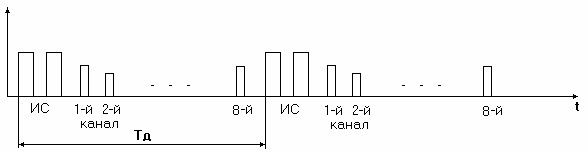 ИС 1-й 2-й - - - 8-й ИС 1-й 2-й - - - 8-й t
канал канал
Тд